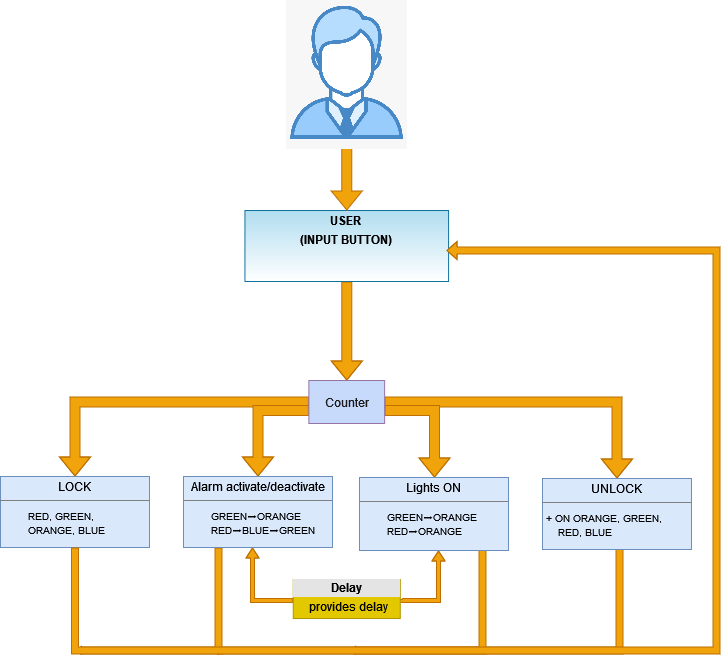 USER
(INPUT BUTTON)
Counter
LOCK
RED, GREEN,
ORANGE, BLUE
Alarm activate/deactivate
GREEN→ORANGE
RED→BLUE→GREEN
Lights ON
GREEN→ORANGE
RED→ORANGE
UNLOCK
+ ON ORANGE, GREEN,
RED, BLUE
Delay
provides delay